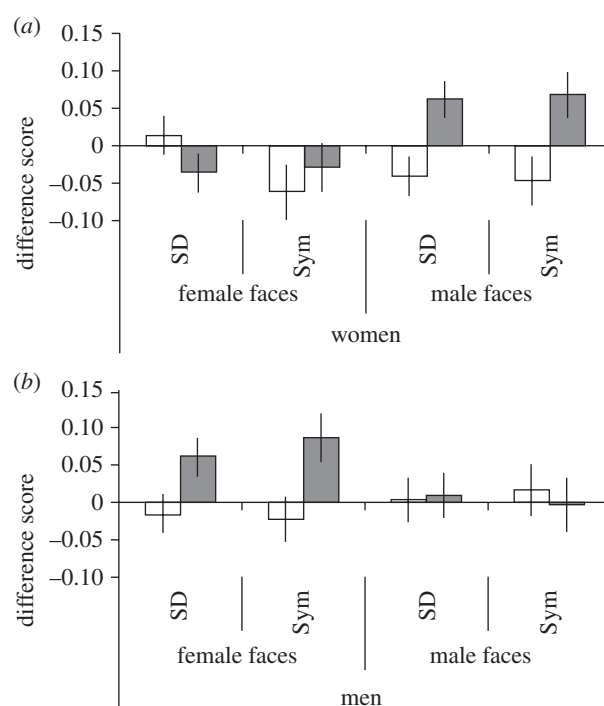 (a)
0.15
0.10
0.05
0
–0.05
–0.10
difference score
SD
Sym
SD
Sym
female faces
male faces
women
(b)
0.15
0.10
0.05
0
–0.05
–0.10
difference score
SD
Sym
SD
Sym
female faces
male faces
men